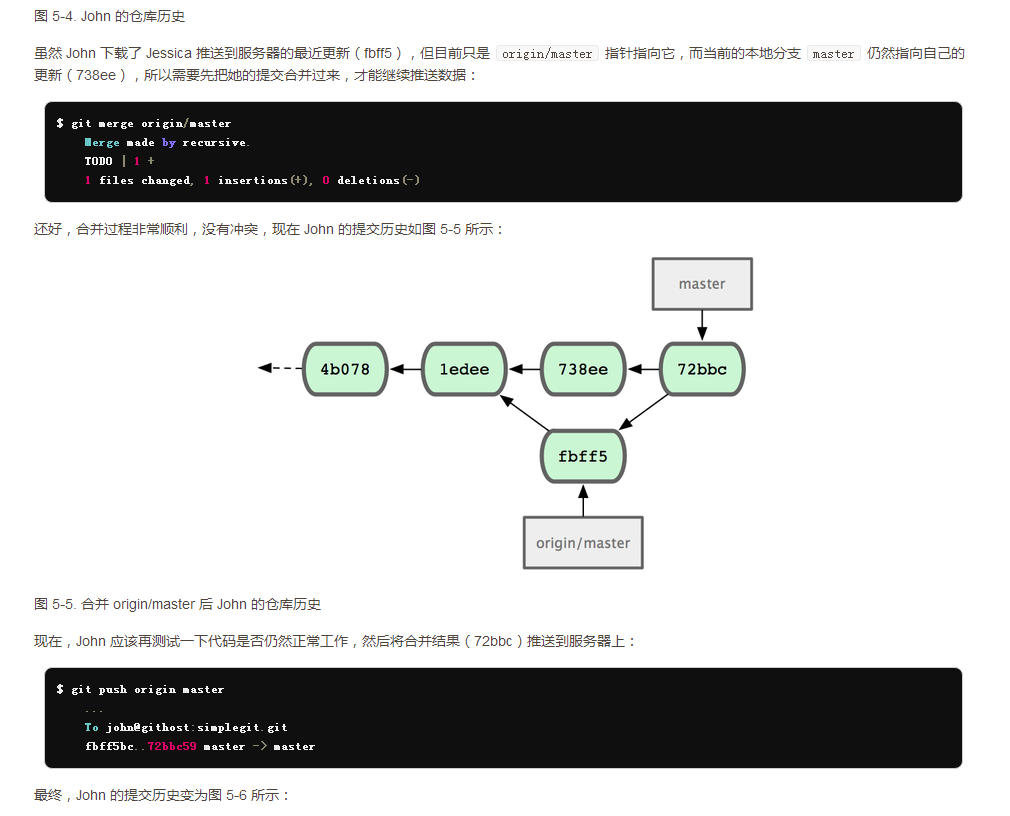 图 5-4. John 的仓库历史
虽然 John 下载了 Jessica 推送到服务器的最近更新（fbff5），但目前只是 origin/master 指针指向它，而当前的本地分支 master 仍然指向自己的
更新（738ee），所以需要先把她的提交合并过来，才能继续推送数据：
$ git merge origin/master
Merge made by recursive.
TODO | 1 +
1 files changed, 1 insertions(+), 0 deletions(-)
还好，合并过程非常顺利，没有冲突，现在 John 的提交历史如图 5-5 所示：
master
4b078 1edee 738ee 72bbc
fbff5
origin/master
图 5-5. 合并 origin/master 后 John 的仓库历史
现在，John 应该再测试一下代码是否仍然正常工作，然后将合并结果（72bbc）推送到服务器上：
$ git push origin master
...
To john@githost:simplegit.git
fbff5bc..72bbc59 master -> master
最终，John 的提交历史变为图 5-6 所示：